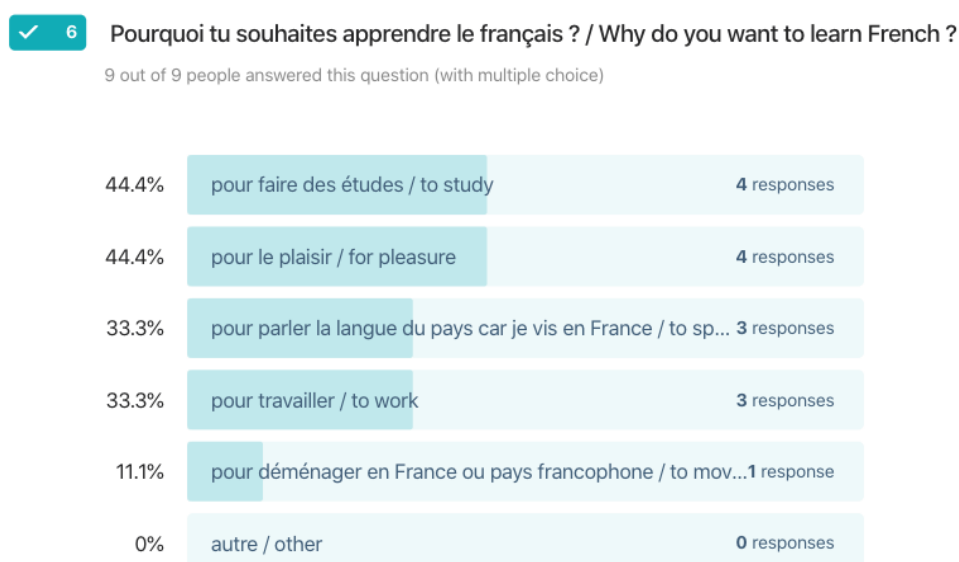 6 Pourquoi tu souhaites apprendre le français ? / Why do you want to learn French ?
9 out of 9 people answered this question (with multiple choice)
44.4% pour faire des études / to study 4 responses
44.4% pour le plaisir / for pleasure 4 responses
33.3% pour parler la langue du pays car je vis en France / to sp... 3 responses
33.3% pour travailler / to work 3 responses
11.1% pour déménager en France ou pays francophone / to mov...1 response
0% autre / other 0 responses